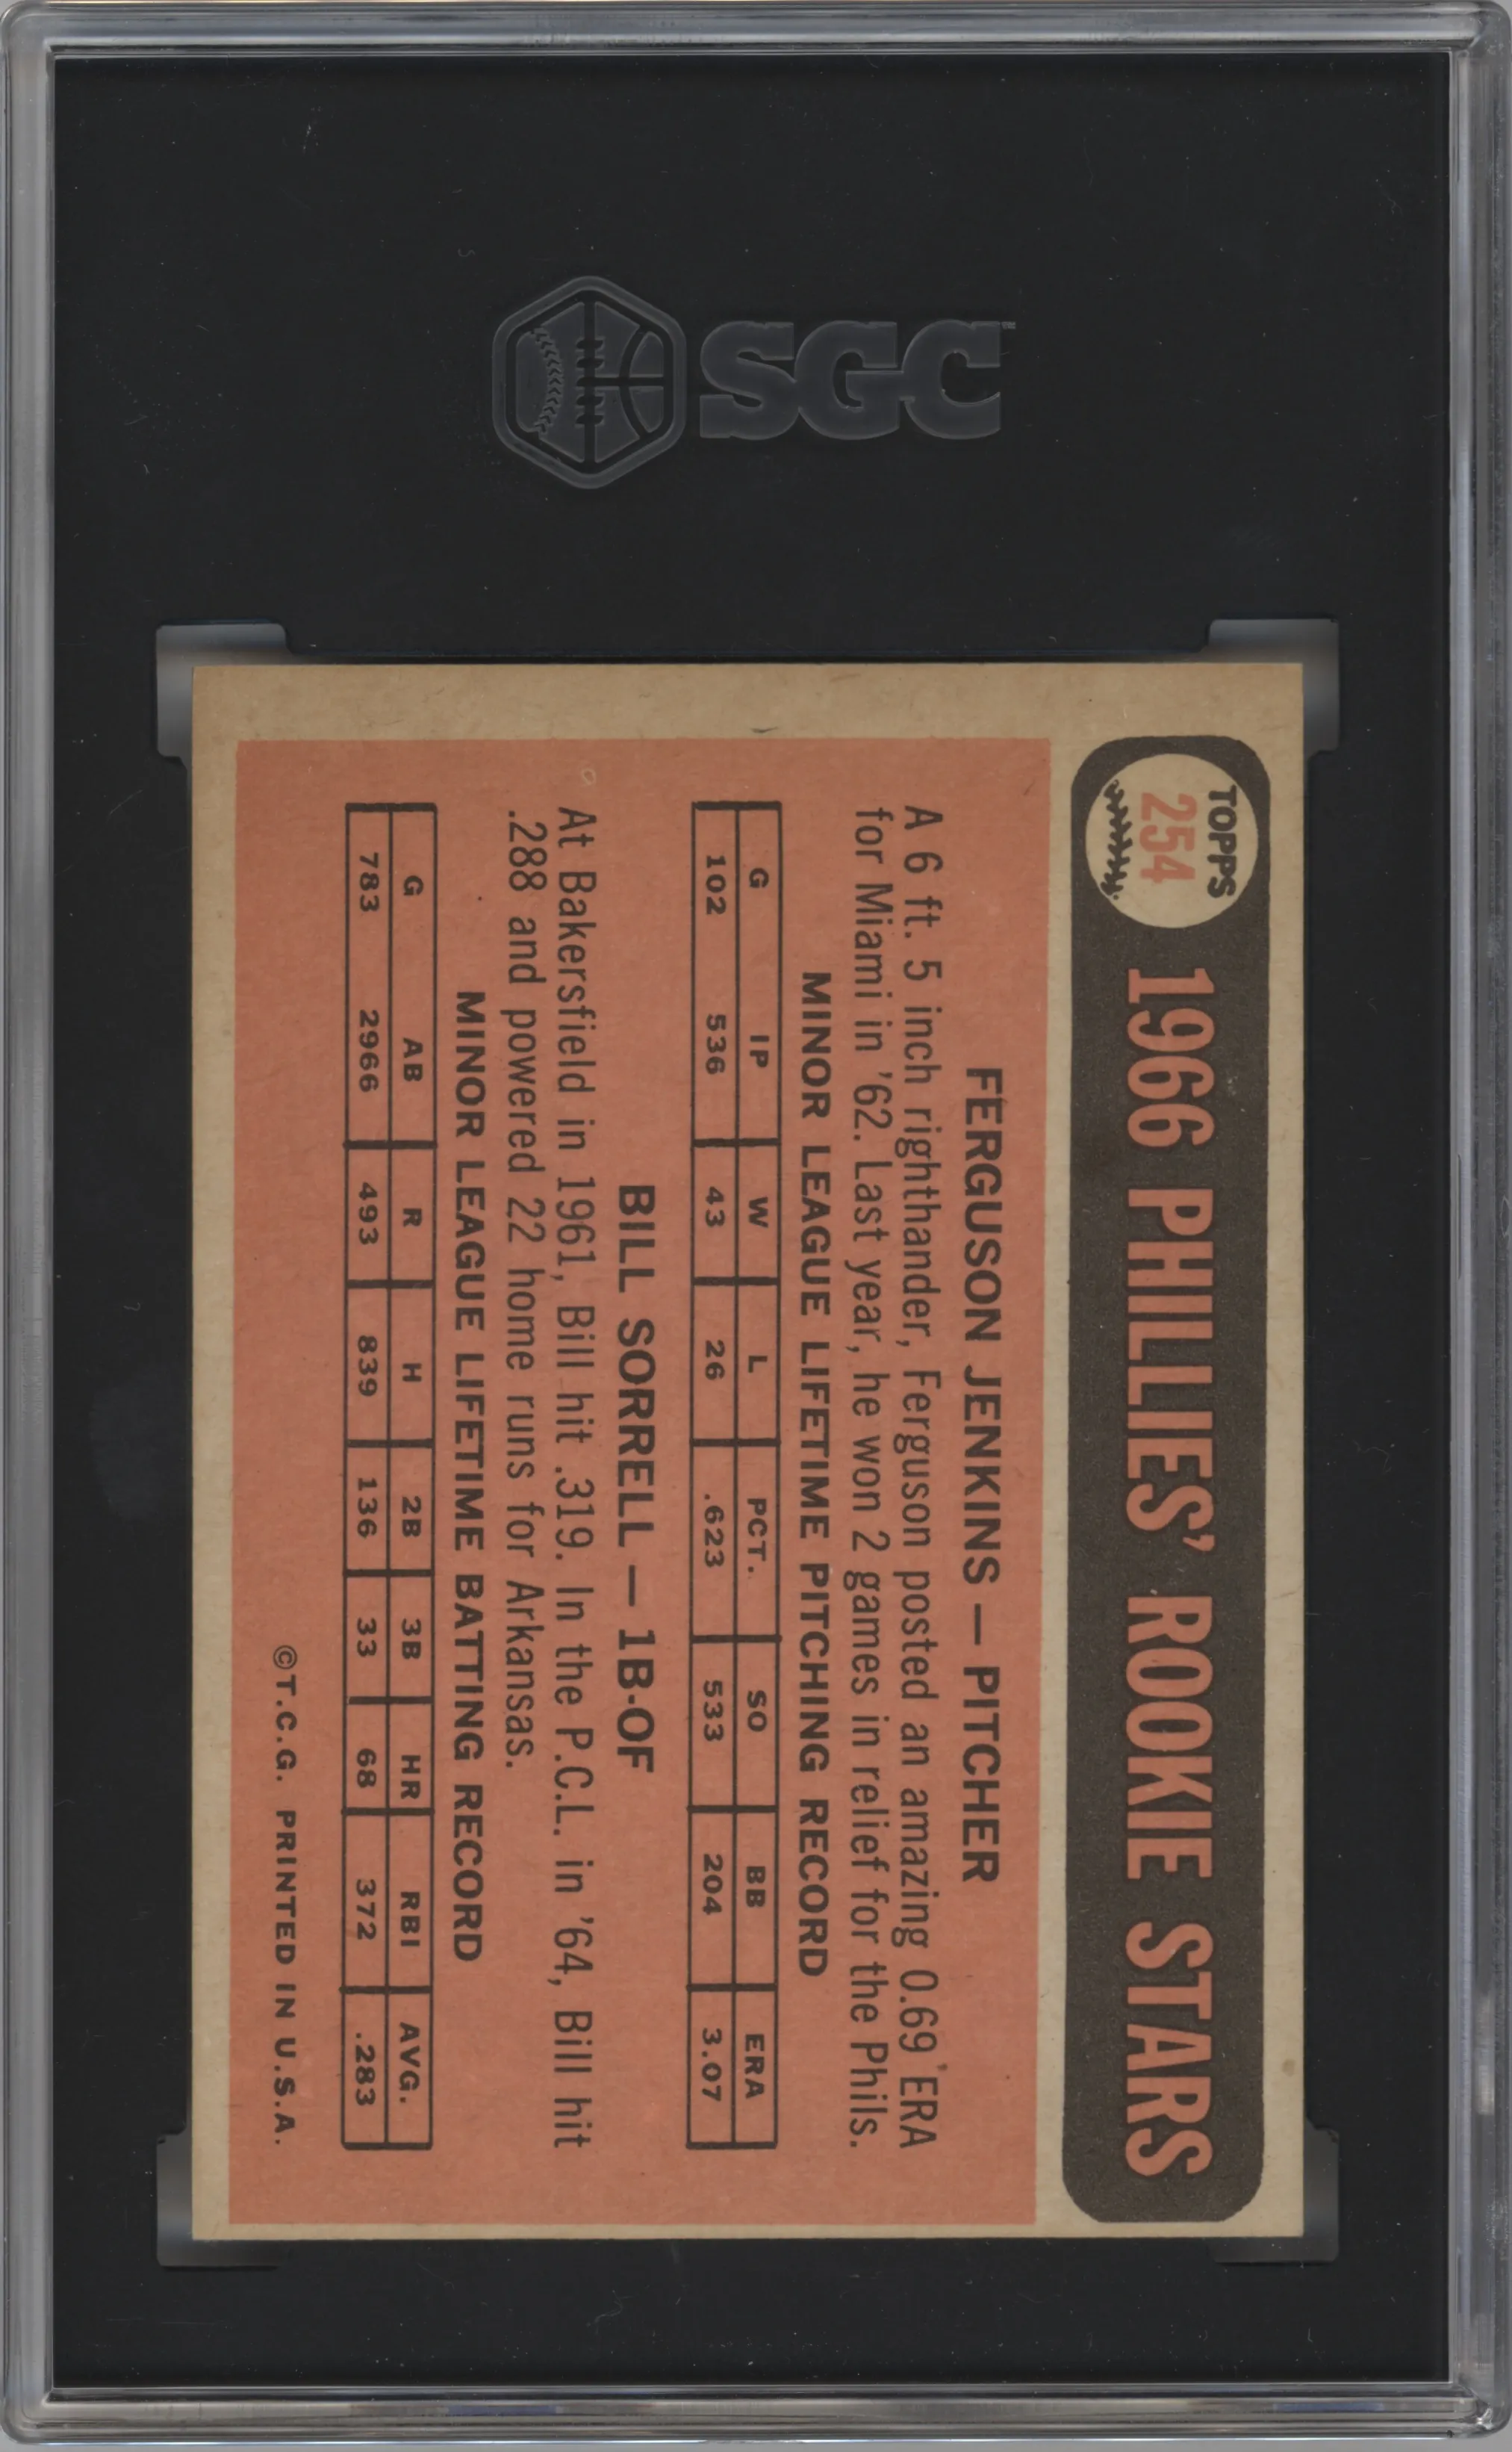 SGC
TOPPS
254
1966 PHILLIES' ROOKIE STARS
FERGUSON JENKINS — PITCHER
A 6 ft. 5 inch righthander, Ferguson posted an amazing 0.69 ERA
for Miami in '62. Last year, he won 2 games in relief for the Phils.
MINOR LEAGUE LIFETIME PITCHING RECORD
G IP W L PCT. SO BB ERA
102 536 43 26 .623 533 204 3.07
BILL SORRELL — 1B-OF
At Bakersfield in 1961, Bill hit .319. In the P.C.L. in '64, Bill hit
.288 and powered 22 home runs for Arkansas.
MINOR LEAGUE LIFETIME BATTING RECORD
G AB R H 2B 3B HR RBI AVG.
783 2966 493 839 136 33 68 372 .283
©T.C.G. PRINTED IN U.S.A.